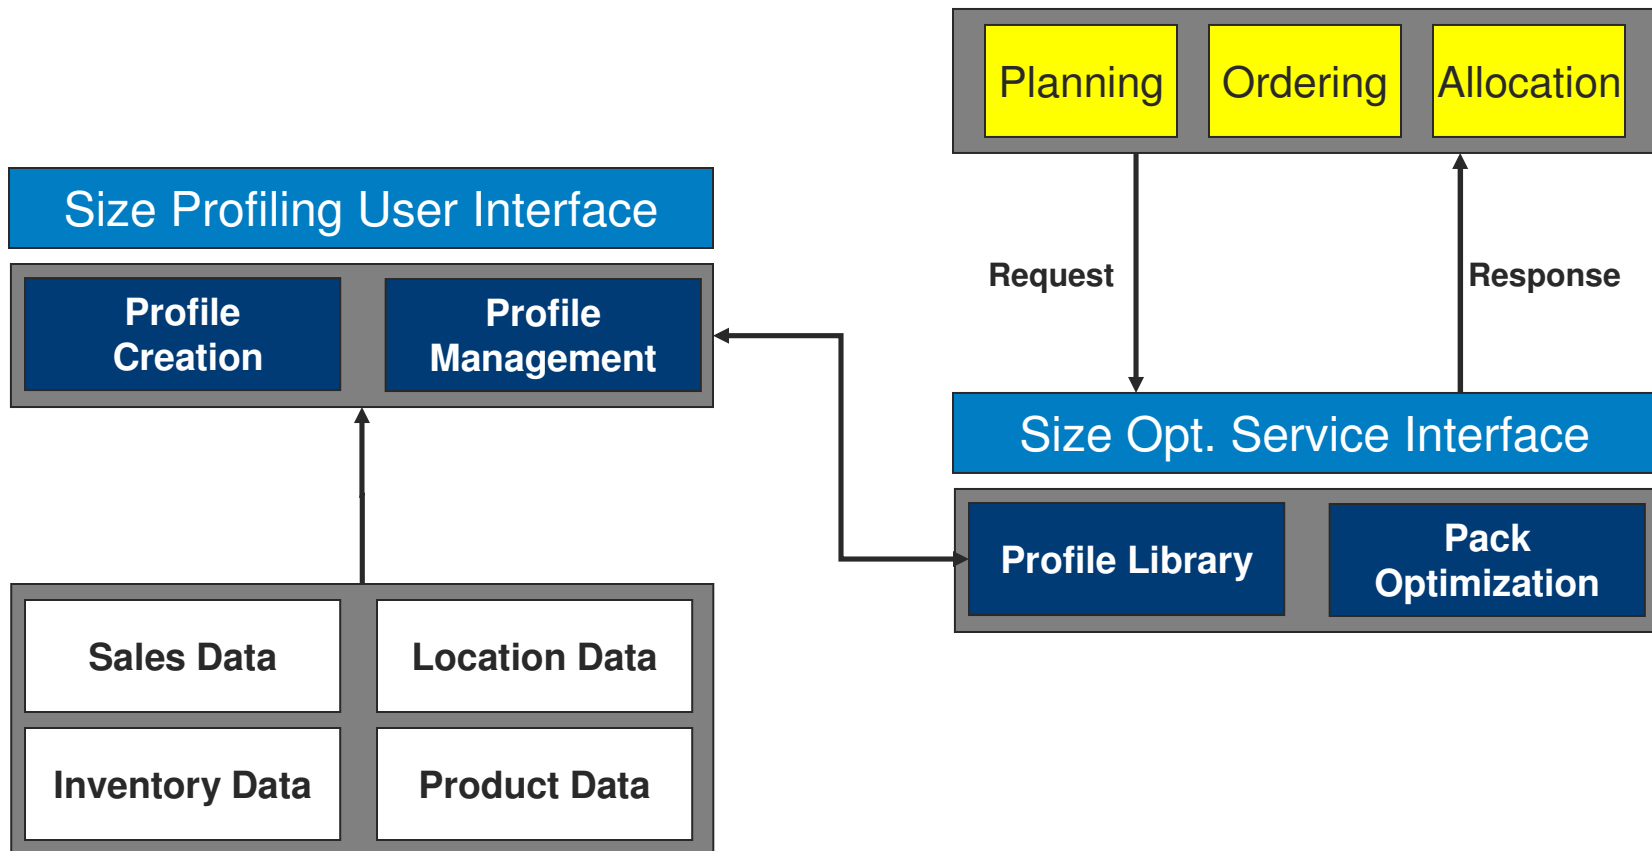 Planning
Ordering
Allocation
Size Profiling User Interface
Profile
Creation
Profile
Management
Request
Response
Size Opt. Service Interface
Profile Library
Pack
Optimization
Sales Data
Location Data
Inventory Data
Product Data